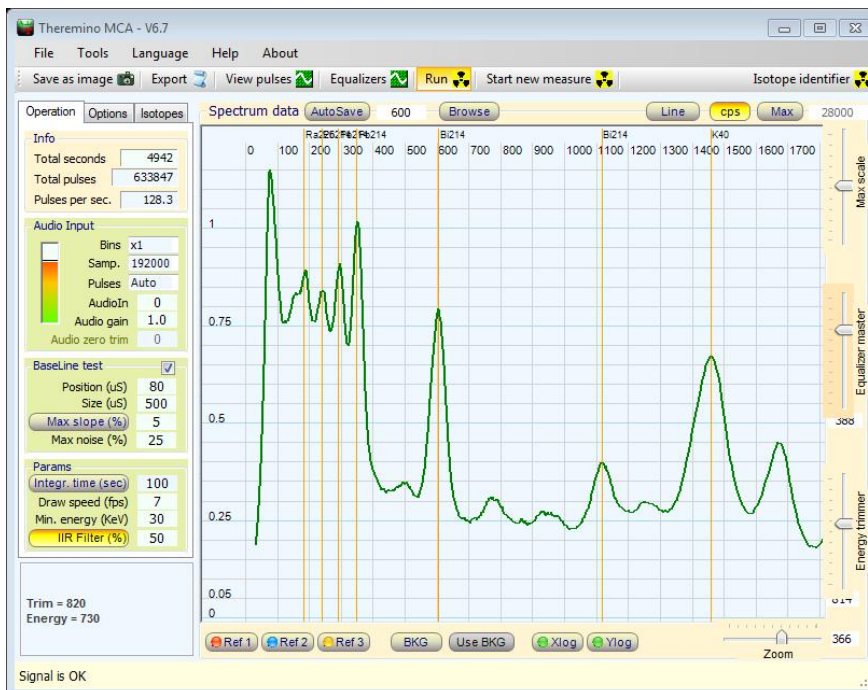 Theremino MCA - V6.7
File Tools Language Help About
Save as image Export View pulses Equalizers Run Start new measure Isotope identifier
Operation Options Isotopes
Info
Total seconds 4942
Total pulses 633847
Pulses per sec. 128.3
Audio Input
Bins x1
Samp. 192000
Pulses Auto
AudioIn 0
Audio gain 1.0
Audio zero trim 0
BaseLine test
Position (uS) 80
Size (uS) 500
Max slope (%) 5
Max noise (%) 25
Params
Integr. time (sec) 100
Draw speed (fps) 7
Min. energy (KeV) 30
IIR Filter (%) 50
Trim = 820
Energy = 730
Signal is OK
Spectrum data AutoSave 600 Browse Line cps Max 28000
Bi214 Bi214 K40
0 100 200 300 400 500 600 700 800 900 1000 1100 1200 1300 1400 1500 1600 1700
1
0.75
0.5
0.25
0.05
0
Max scale
Equalizer master
388
Energy trimmer
614
Ref 1 Ref 2 Ref 3 BKG Use BKG Xlog Ylog
Zoom
366